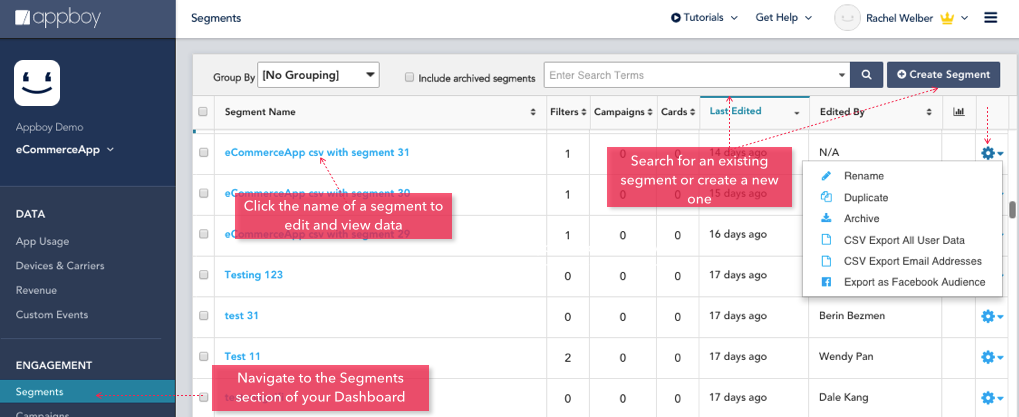 appboy
Segments
Tutorials
Get Help
Rachel Welber
Appboy Demo
eCommerceApp
DATA
App Usage
Devices & Carriers
Revenue
Custom Events
ENGAGEMENT
Segments
Campaigns
Group By
[No Grouping]
Include archived segments
Enter Search Terms
Create Segment
Segment Name Filters Campaigns Cards Last Edited Edited By
eCommerceApp csv with segment 31 1 0 0 14 days ago N/A
eCommerceApp csv with segment 30 1 0 0 15 days ago
eCommerceApp csv with segment 29 1 0 0 16 days ago
Testing 123 0 0 0 17 days ago
test 31 0 0 0 17 days ago Berin Bezmen
Test 11 2 0 0 17 days ago Wendy Pan
0 0 0 17 days ago Dale Kang
Rename
Duplicate
Archive
CSV Export All User Data
CSV Export Email Addresses
Export as Facebook Audience
Search for an existing
segment or create a new
one
Click the name of a segment to
edit and view data
Navigate to the Segments
section of your Dashboard